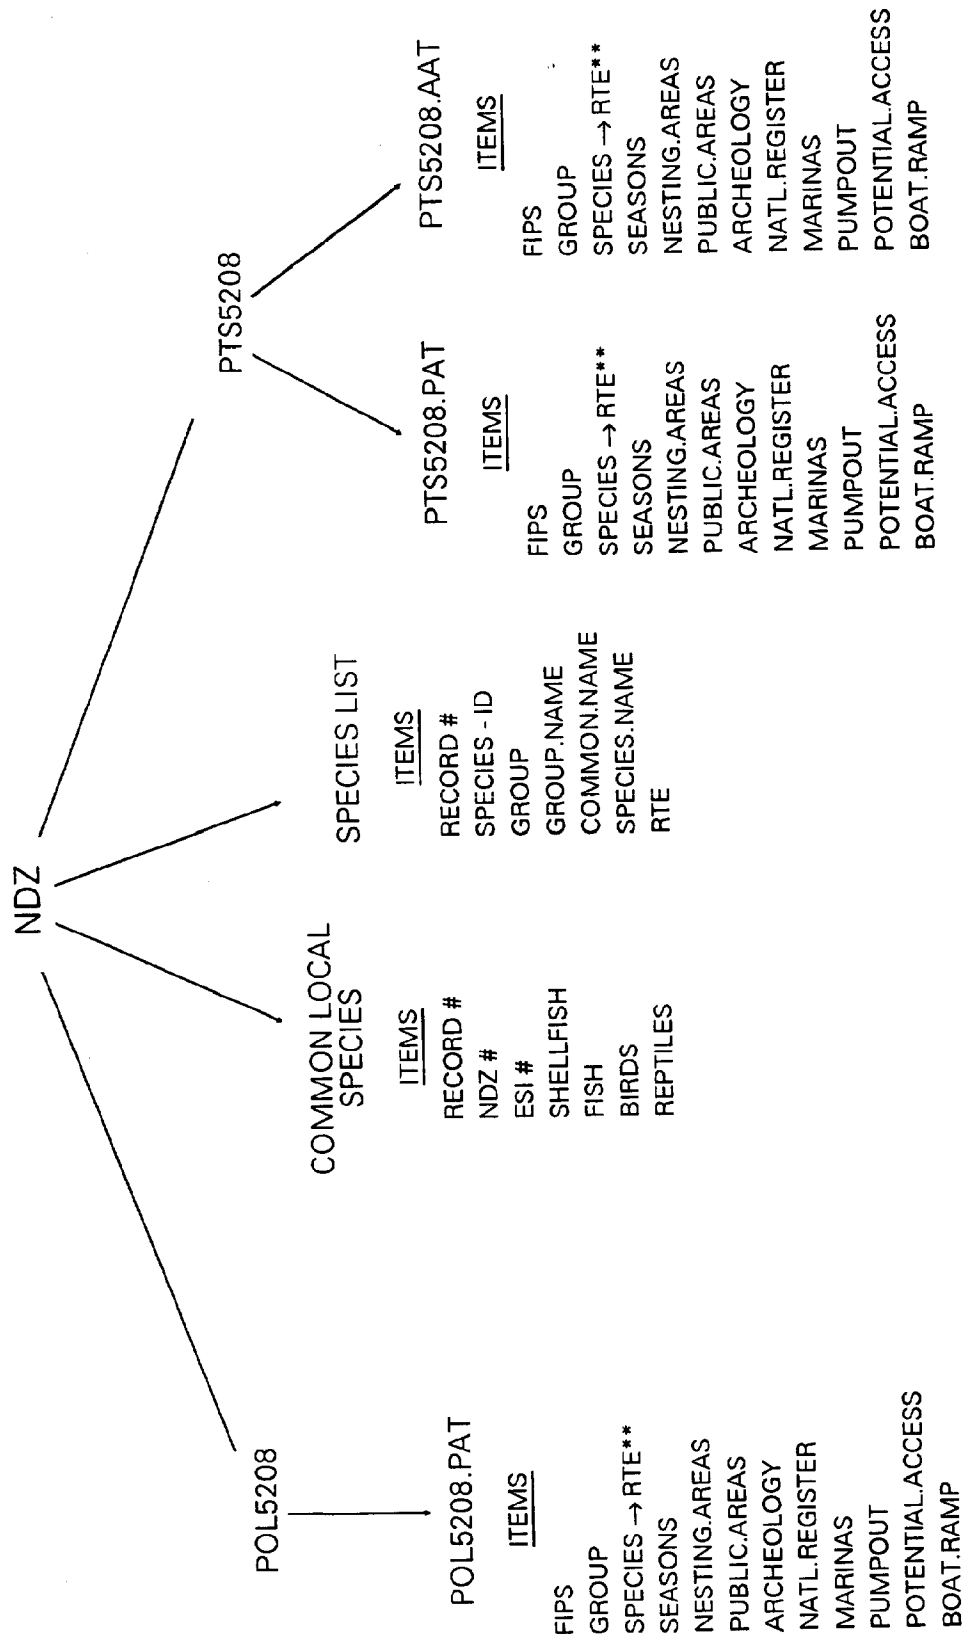 NDZ
POL5208
POL5208.PAT
ITEMS
FIPS
GROUP
SPECIES → RTE**
SEASONS
NESTING.AREAS
PUBLIC.AREAS
ARCHEOLOGY
NATL.REGISTER
MARINAS
PUMPOUT
POTENTIAL.ACCESS
BOAT.RAMP
COMMON LOCAL
SPECIES
ITEMS
RECORD #
NDZ #
ESI #
SHELLFISH
FISH
BIRDS
REPTILES
SPECIES LIST
ITEMS
RECORD #
SPECIES - ID
GROUP
GROUP.NAME
COMMON.NAME
SPECIES.NAME
RTE
PTS5208
PTS5208.PAT
ITEMS
FIPS
GROUP
SPECIES → RTE**
SEASONS
NESTING.AREAS
PUBLIC.AREAS
ARCHEOLOGY
NATL.REGISTER
MARINAS
PUMPOUT
POTENTIAL.ACCESS
BOAT.RAMP
PTS5208.AAT
ITEMS
FIPS
GROUP
SPECIES → RTE**
SEASONS
NESTING.AREAS
PUBLIC.AREAS
ARCHEOLOGY
NATL.REGISTER
MARINAS
PUMPOUT
POTENTIAL.ACCESS
BOAT.RAMP